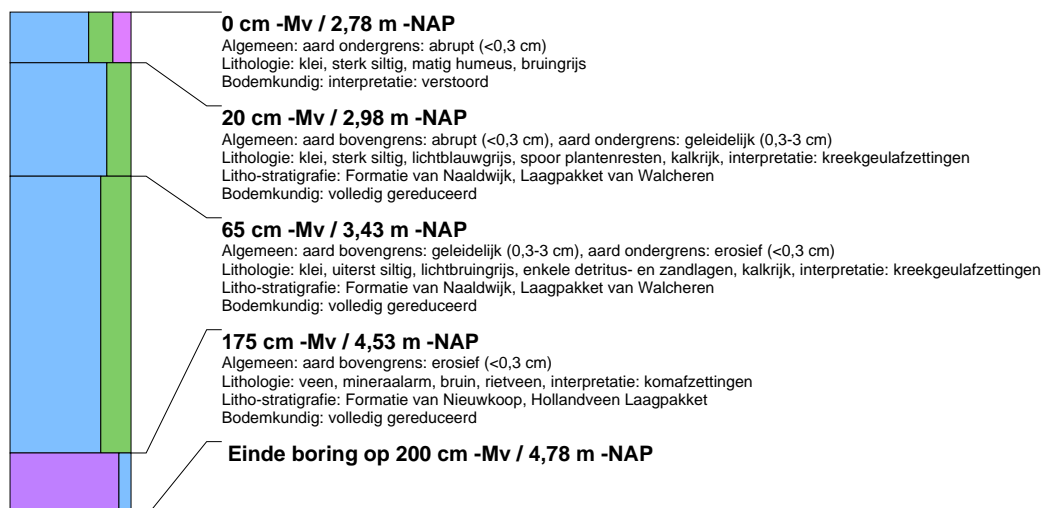 0 cm -Mv / 2,78 m -NAP
Algemeen: aard ondergrens: abrupt (<0,3 cm)
Lithologie: klei, sterk siltig, matig humeus, bruingrijs
Bodemkundig: interpretatie: verstoord
20 cm -Mv / 2,98 m -NAP
Algemeen: aard bovengrens: abrupt (<0,3 cm), aard ondergrens: geleidelijk (0,3-3 cm)
Lithologie: klei, sterk siltig, lichtblauwgrijs, spoor plantenresten, kalkrijk, interpretatie: kreekgeulafzettingen
Litho-stratigrafie: Formatie van Naaldwijk, Laagpakket van Walcheren
Bodemkundig: volledig gereduceerd
65 cm -Mv / 3,43 m -NAP
Algemeen: aard bovengrens: geleidelijk (0,3-3 cm), aard ondergrens: erosief (<0,3 cm)
Lithologie: klei, uiterst siltig, lichtbruingrijs, enkele detritus- en zandlagen, kalkrijk, interpretatie: kreekgeulafzettingen
Litho-stratigrafie: Formatie van Naaldwijk, Laagpakket van Walcheren
Bodemkundig: volledig gereduceerd
175 cm -Mv / 4,53 m -NAP
Algemeen: aard bovengrens: erosief (<0,3 cm)
Lithologie: veen, mineraalarm, bruin, rietveen, interpretatie: komafzettingen
Litho-stratigrafie: Formatie van Nieuwkoop, Hollandveen Laagpakket
Bodemkundig: volledig gereduceerd
Einde boring op 200 cm -Mv / 4,78 m -NAP